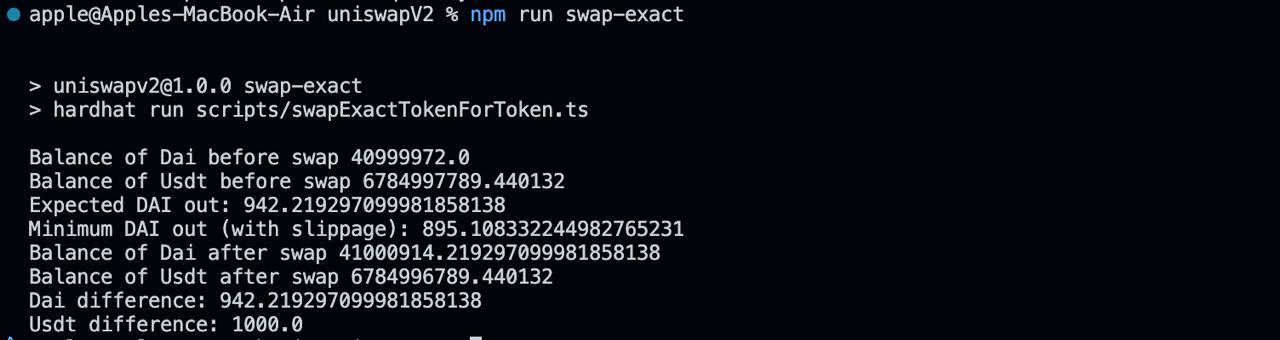 apple@Apples-MacBook-Air uniswapV2 % npm run swap-exact
> uniswapv2@1.0.0 swap-exact
> hardhat run scripts/swapExactTokenForToken.ts
Balance of Dai before swap 40999972.0
Balance of Usdt before swap 6784997789.440132
Expected DAI out: 942.219297099981858138
Minimum DAI out (with slippage): 895.108332244982765231
Balance of Dai after swap 41000914.219297099981858138
Balance of Usdt after swap 6784996789.440132
Dai difference: 942.219297099981858138
Usdt difference: 1000.0